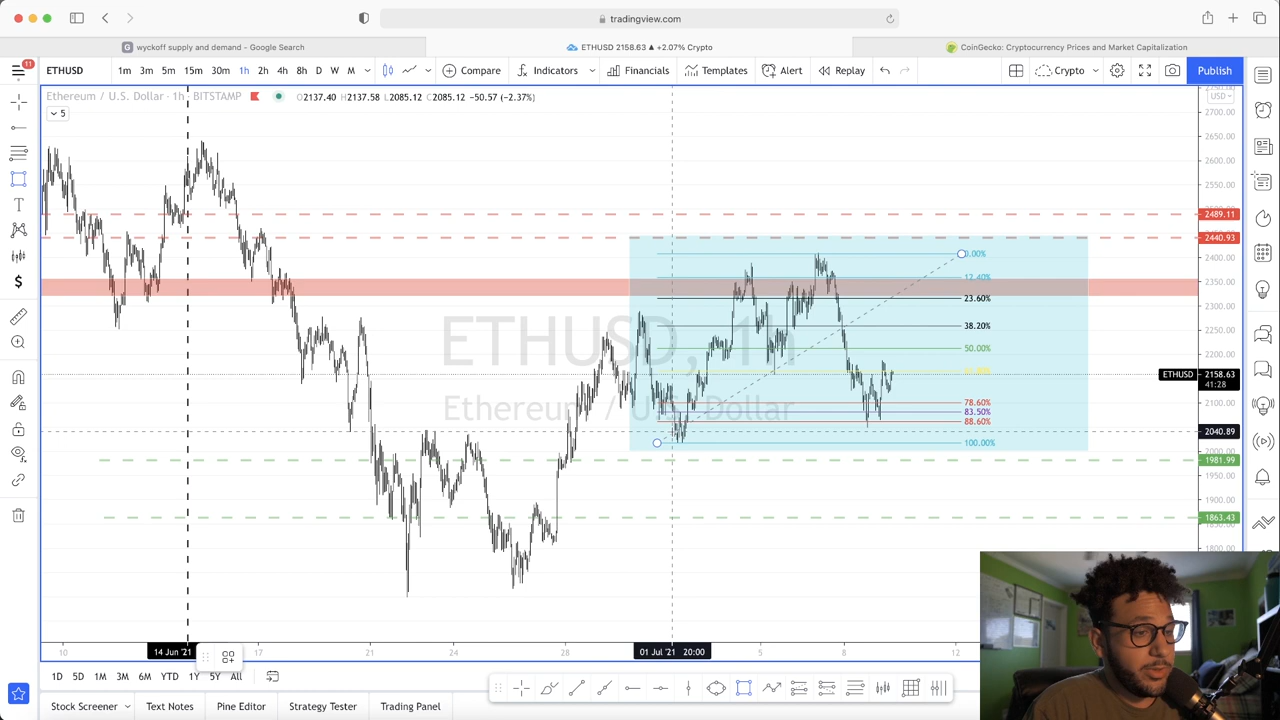 tradingview.com
wyckoff supply and demand - Google Search
ETHUSD 2158.63 ▲ +2.07% Crypto
CoinGecko: Cryptocurrency Prices and Market Capitalization
11
ETHUSD 1m 3m 5m 15m 30m 1h 2h 4h 8h D W M Compare Indicators Financials Templates Alert Replay Crypto Publish
Ethereum / U.S. Dollar · 1h · BITSTAMP O2137.40 H2137.58 L2085.12 C2085.12 −50.57 (−2.37%)
USD
5
2700.00
2650.00
2600.00
2550.00
2500.00
2489.11
2440.93
2400.00
2350.00
2300.00
2250.00
2200.00
ETHUSD 2158.63
41:28
2100.00
2040.89
2000.00
1981.99
1950.00
1900.00
1863.43
1800.00
0.00%
12.40%
23.60%
38.20%
50.00%
78.60%
83.50%
88.60%
100.00%
ETHUSD, 1h
Ethereum / U.S. Dollar
10 14 Jun '21 17 21 24 28 01 Jul '21 20:00 5 8 12
1D 5D 1M 3M 6M YTD 1Y 5Y All
Stock Screener Text Notes Pine Editor Strategy Tester Trading Panel